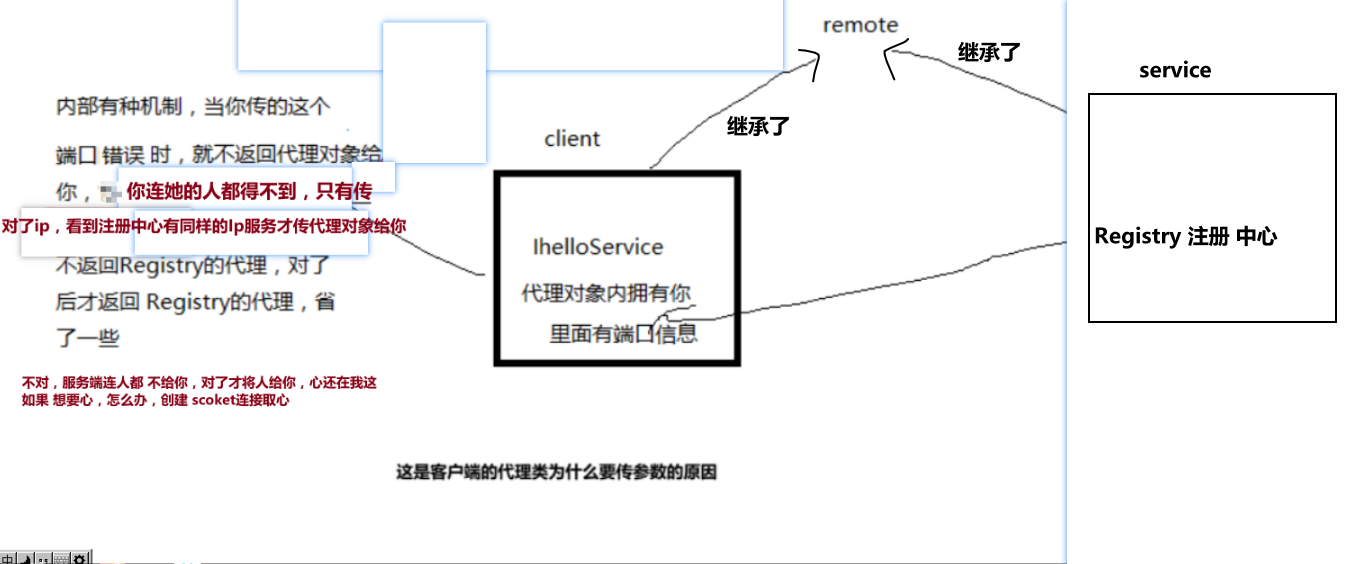 remote
继承了
service
内部有种机制，当你传的这个
继承了
client
端口 错误 时，就不返回代理对象给
你，
你连她的人都得不到，只有传
对了ip，看到注册中心有同样的Ip服务才传代理对象给你
IhelloService
Registry 注册 中心
不返回Registry的代理，对了
代理对象内拥有你
后才返回 Registry的代理，省
里面有端口信息
了一些
不对，服务端连人都 不给你，对了才将人给你，心还在我这
如果 想要心，怎么办，创建 scoket连接取心
这是客户端的代理类为什么要传参数的原因
中